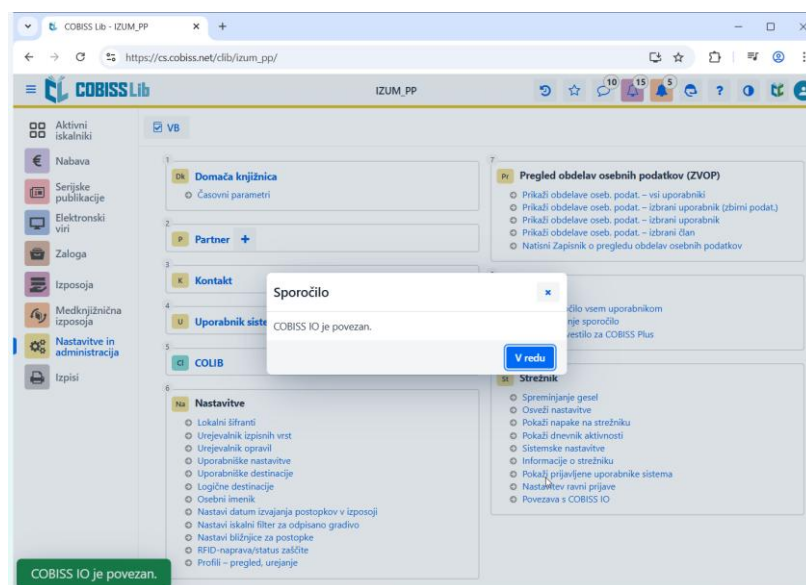 COBISS Lib - IZUM_PP
https://cs.cobiss.net/clib/izum_pp/
COBISS Lib
IZUM_PP
10
15
5
?
Aktivni
iskalniki
Nabava
Serijske
publikacije
Elektronski
viri
Zaloga
Izposoja
Medknjižnična
izposoja
Nastavitve in
administracija
Izpisi
VB
1
Dk Domača knjižnica
Časovni parametri
2
P Partner +
3
K Kontakt
4
U Uporabnik siste
5
Cl COLIB
6
Na Nastavitve
Lokalni šifranti
Urejevalnik izpisnih vrst
Urejevalnik opravil
Uporabniške nastavitve
Uporabniške destinacije
Logične destinacije
Osebni imenik
Nastavi datum izvajanja postopkov v izposoji
Nastavi iskalni filter za odpisano gradivo
Nastavi bližnjice za postopke
RFID-naprava/status zaščite
Profili – pregled, urejanje
7
Pr Pregled obdelav osebnih podatkov (ZVOP)
Prikaži obdelave oseb. podat. – vsi uporabniki
Prikaži obdelave oseb. podat. – izbrani uporabnik (zbirni podat.)
Prikaži obdelave oseb. podat. – izbrani uporabnik
Prikaži obdelave oseb. podat. – izbrani član
Natisni Zapisnik o pregledu obdelav osebnih podatkov
čilo vsem uporabnikom
nje sporočilo
vestilo za COBISS Plus
St Strežnik
Spreminjanje gesel
Osveži nastavitve
Pokaži napake na strežniku
Pokaži dnevnik aktivnosti
Sistemske nastavitve
Informacije o strežniku
Pokaži prijavljene uporabnike sistema
Nastavitev ravni prijave
Povezava s COBISS IO
Sporočilo
COBISS IO je povezan.
V redu
COBISS IO je povezan.